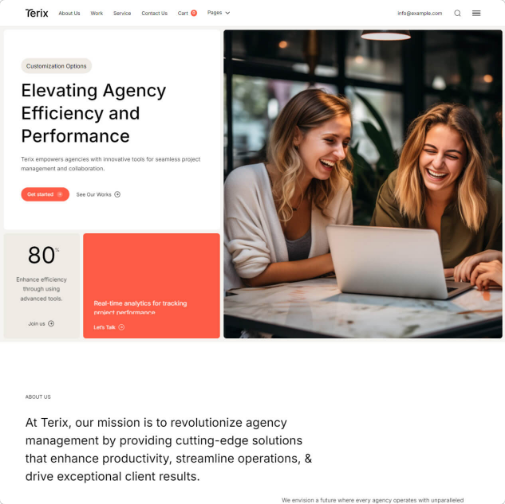 Terix
About Us
Work
Service
Contact Us
Cart
Pages
info@example.com
Customization Options
Elevating Agency
Efficiency and
Performance
Terix empowers agencies with innovative tools for seamless project
management and collaboration.
Get started
See Our Works
80%
Enhance efficiency
through using
advanced tools.
Join us
Real-time analytics for tracking
project performance
Let's talk
ABOUT US
At Terix, our mission is to revolutionize agency
management by providing cutting-edge solutions
that enhance productivity, streamline operations, &
drive exceptional client results.
We envision a future where every agency operates with unparalleled